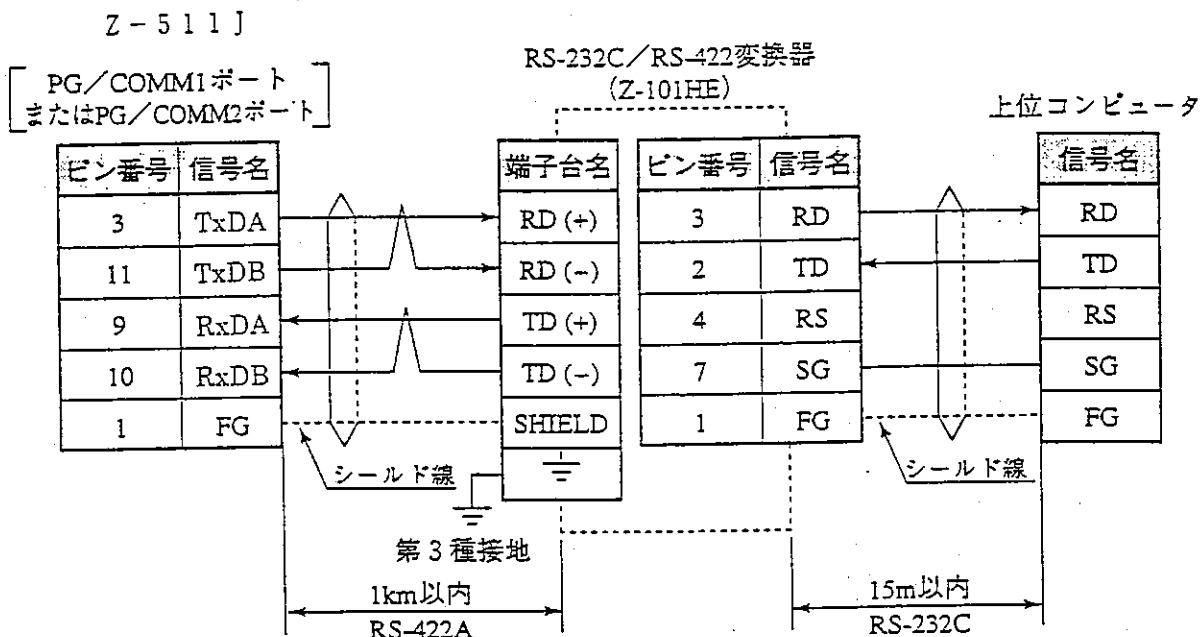 Z-511J
PG/COMM1ポート
またはPG/COMM2ポート
RS-232C/RS-422変換器
(Z-101HE)
上位コンピュータ
ピン番号 信号名
3 TxDA
11 TxDB
9 RxDA
10 RxDB
1 FG
端子台名
RD (+)
RD (-)
TD (+)
TD (-)
SHIELD
ピン番号 信号名
3 RD
2 TD
4 RS
7 SG
1 FG
信号名
RD
TD
RS
SG
FG
シールド線
シールド線
第3種接地
1km以内
RS-422A
15m以内
RS-232C